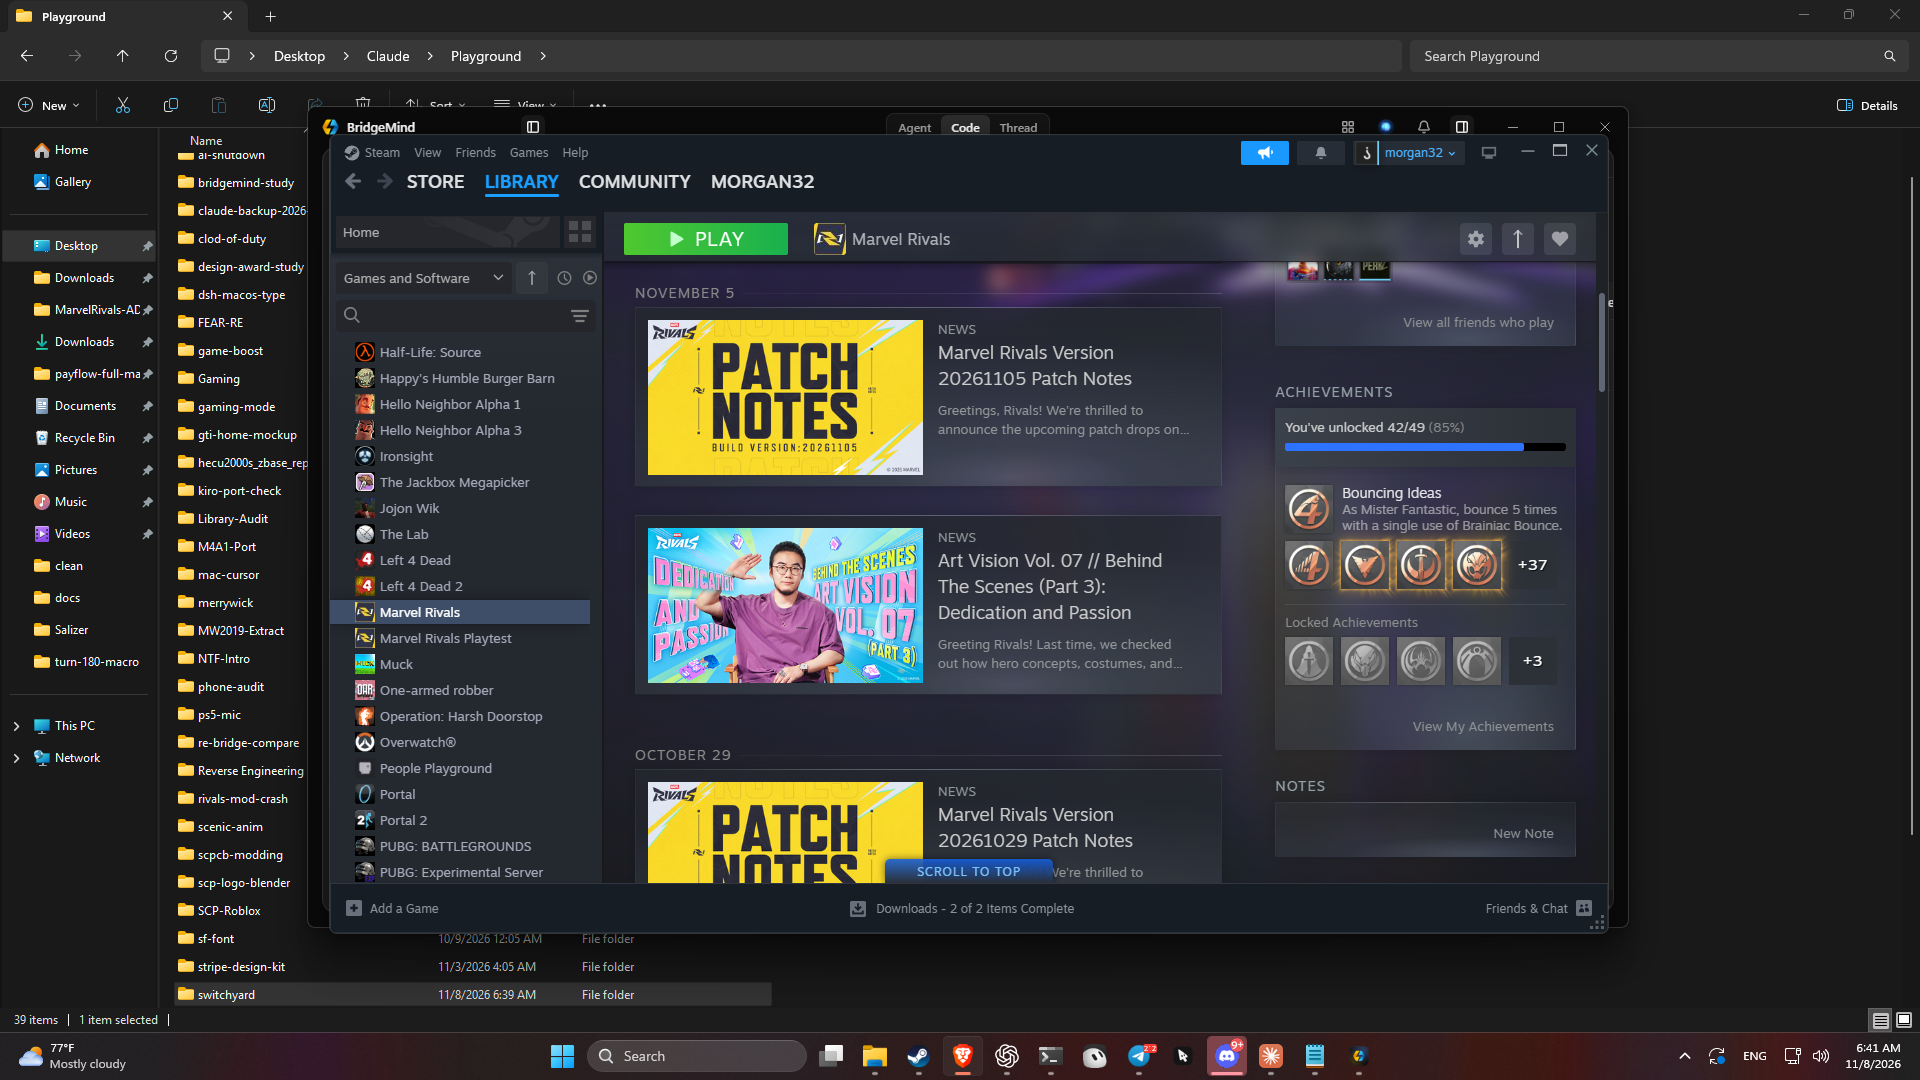 Playground
Desktop
Claude
Playground
Search Playground
New
Sort
View
Details
Home
Gallery
Desktop
Downloads
MarvelRivals-AD
Downloads
payflow-full-ma
Documents
Recycle Bin
Pictures
Music
Videos
clean
docs
Salizer
turn-180-macro
This PC
Network
Name
ai-shutdown
bridgemind-study
claude-backup-2026-
clod-of-duty
design-award-study
dsh-macos-type
FEAR-RE
game-boost
Gaming
gaming-mode
gti-home-mockup
hecu2000s_zbase_rep
kiro-port-check
Library-Audit
M4A1-Port
mac-cursor
merrywick
MW2019-Extract
NTF-Intro
phone-audit
ps5-mic
re-bridge-compare
Reverse Engineering
rivals-mod-crash
scenic-anim
scpcb-modding
scp-logo-blender
SCP-Roblox
sf-font 10/9/2026 12:05 AM File folder
stripe-design-kit 11/3/2026 4:05 AM File folder
switchyard 11/8/2026 6:39 AM File folder
39 items
1 item selected
BridgeMind
Agent Code Thread
Steam View Friends Games Help
morgan32
STORE LIBRARY COMMUNITY MORGAN32
Home
Games and Software
Half-Life: Source
Happy's Humble Burger Barn
Hello Neighbor Alpha 1
Hello Neighbor Alpha 3
Ironsight
The Jackbox Megapicker
Jojon Wik
The Lab
Left 4 Dead
Left 4 Dead 2
Marvel Rivals
Marvel Rivals Playtest
Muck
One-armed robber
Operation: Harsh Doorstop
Overwatch®
People Playground
Portal
Portal 2
PUBG: BATTLEGROUNDS
PUBG: Experimental Server
PLAY
Marvel Rivals
NOVEMBER 5
RIVALS
PATCH
NOTES
BUILD VERSION:20261105
NEWS
Marvel Rivals Version
20261105 Patch Notes
Greetings, Rivals! We're thrilled to
announce the upcoming patch drops on...
RIVALS
DEDICATION
AND
PASSION
BEHIND THE SCENES
ART VISION
VOL. 07
(PART 3)
NEWS
Art Vision Vol. 07 // Behind
The Scenes (Part 3):
Dedication and Passion
Greeting Rivals! Last time, we checked
out how hero concepts, costumes, and...
OCTOBER 29
RIVALS
PATCH
NOTES
NEWS
Marvel Rivals Version
20261029 Patch Notes
We're thrilled to
SCROLL TO TOP
View all friends who play
ACHIEVEMENTS
You've unlocked 42/49 (85%)
Bouncing Ideas
As Mister Fantastic, bounce 5 times
with a single use of Brainiac Bounce.
+37
Locked Achievements
+3
View My Achievements
NOTES
New Note
Add a Game
Downloads - 2 of 2 Items Complete
Friends & Chat
77°F
Mostly cloudy
Search
9+
ENG
6:41 AM
11/8/2026